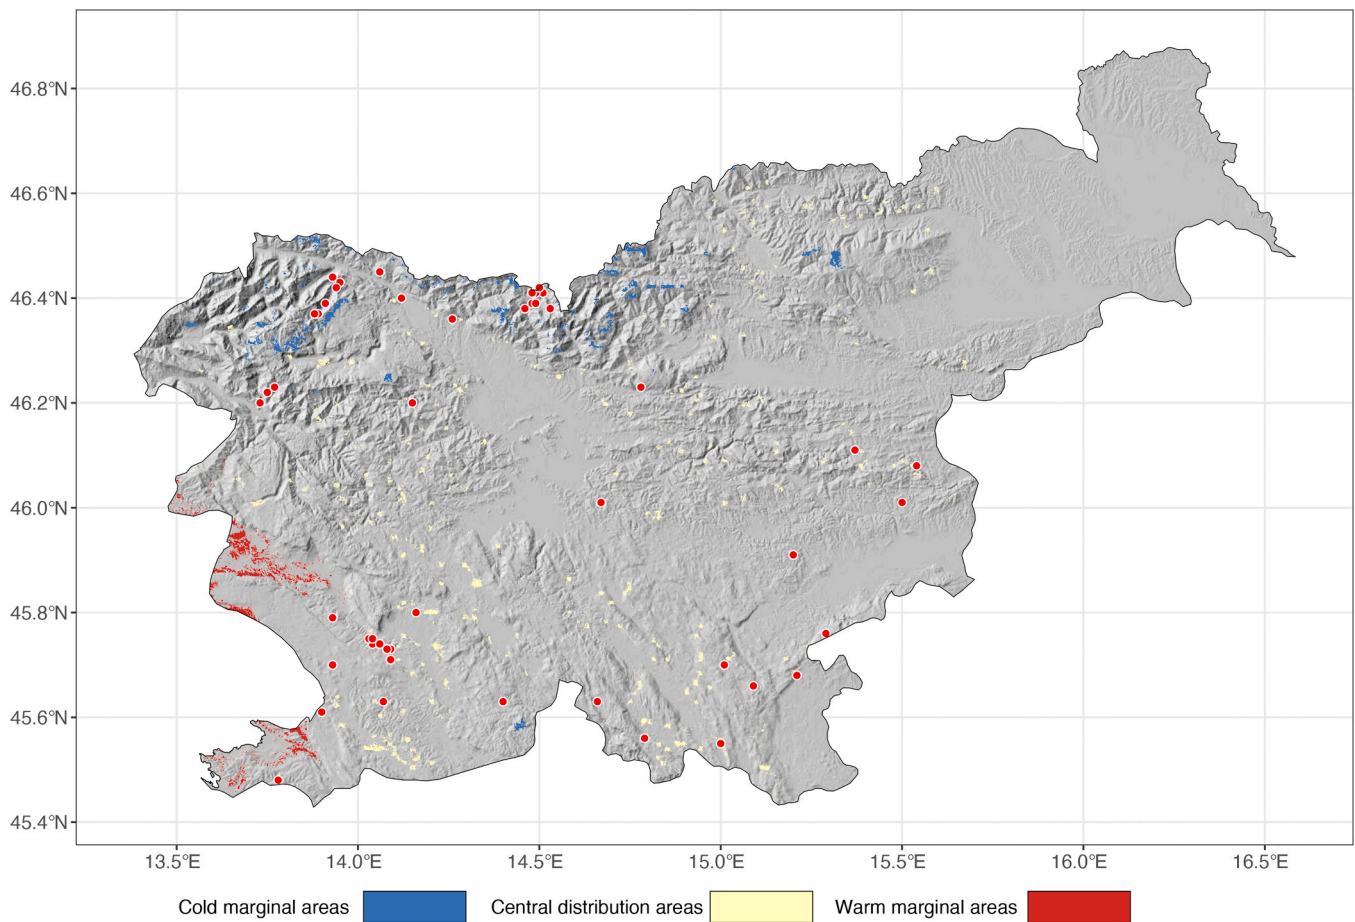 46.8°N
46.6°N
46.4°N
46.2°N
46.0°N
45.8°N
45.6°N
45.4°N
13.5°E 14.0°E 14.5°E 15.0°E 15.5°E 16.0°E 16.5°E
Cold marginal areas Central distribution areas Warm marginal areas